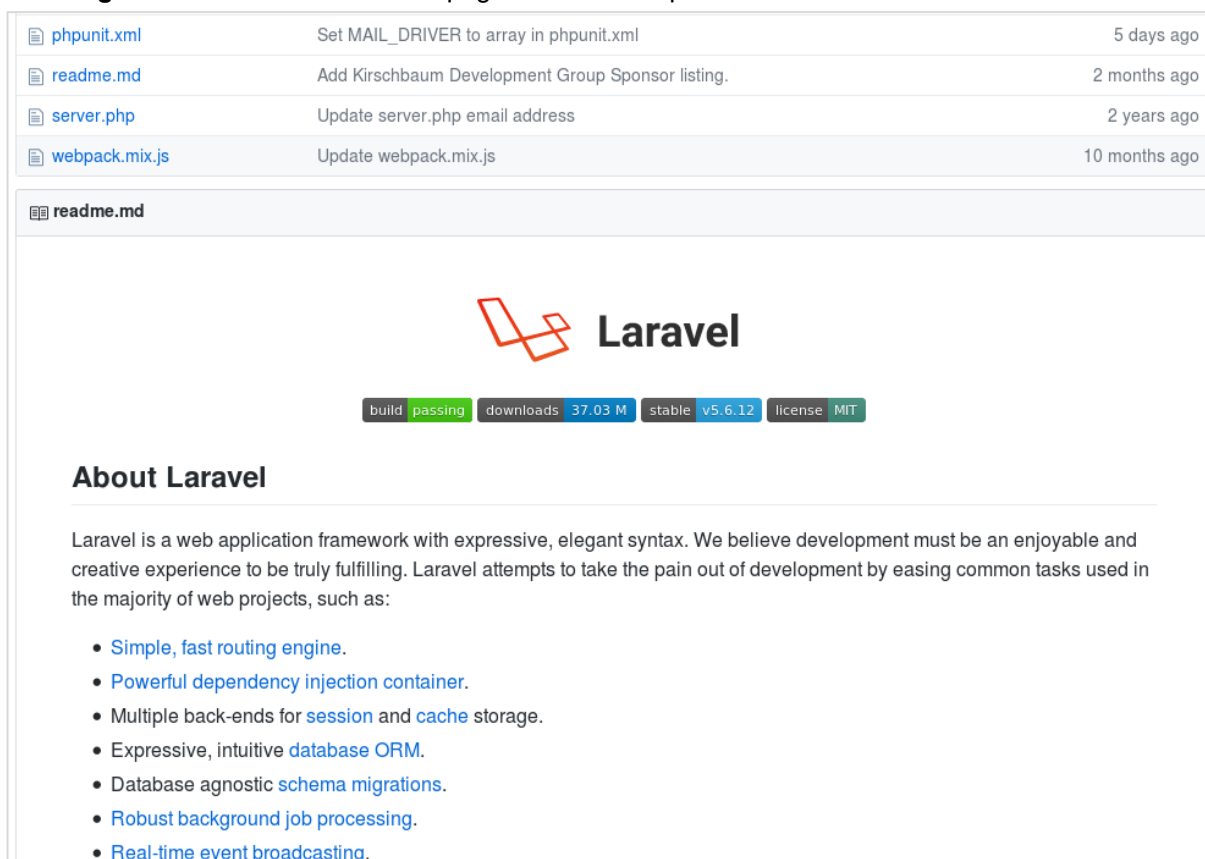 phpunit.xml Set MAIL_DRIVER to array in phpunit.xml 5 days ago
readme.md Add Kirschbaum Development Group Sponsor listing. 2 months ago
server.php Update server.php email address 2 years ago
webpack.mix.js Update webpack.mix.js 10 months ago
readme.md
Laravel
build passing downloads 37.03 M stable v5.6.12 license MIT
About Laravel
Laravel is a web application framework with expressive, elegant syntax. We believe development must be an enjoyable and
creative experience to be truly fulfilling. Laravel attempts to take the pain out of development by easing common tasks used in
the majority of web projects, such as:
• Simple, fast routing engine.
• Powerful dependency injection container.
• Multiple back-ends for session and cache storage.
• Expressive, intuitive database ORM.
• Database agnostic schema migrations.
• Robust background job processing.
• Real-time event broadcasting.